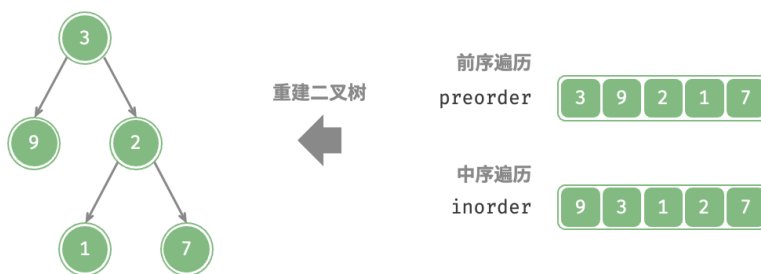 3
9
2
1
7
重建二叉树
前序遍历
preorder 3 9 2 1 7
中序遍历
inorder 9 3 1 2 7